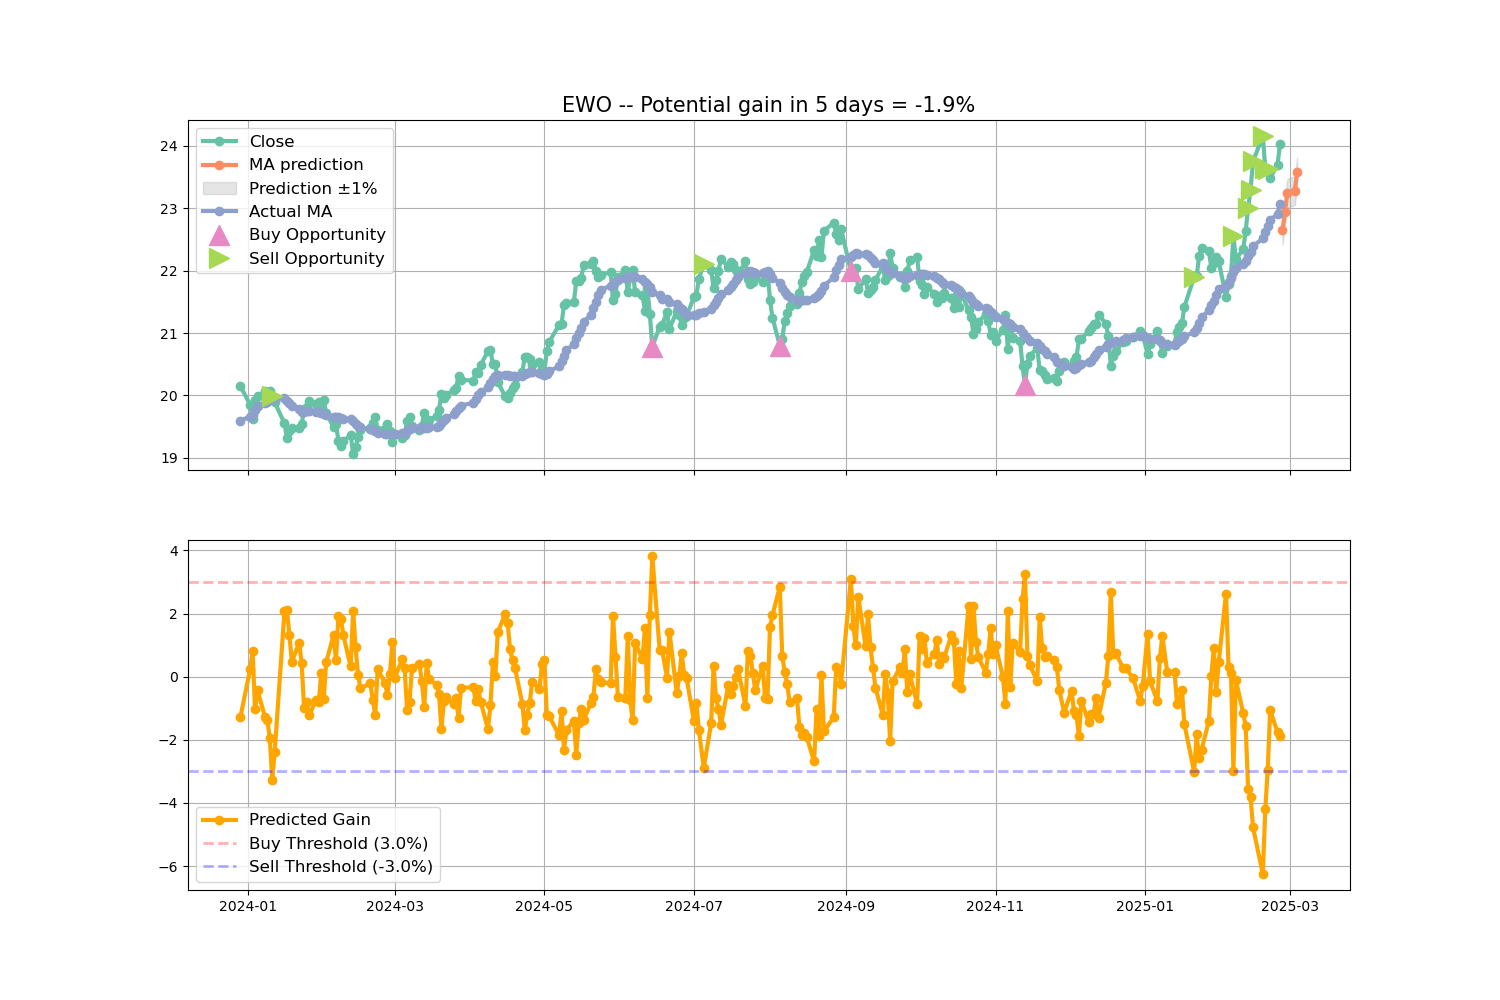 EWO -- Potential gain in 5 days = -1.9%
24
23
22
21
20
19
Close
MA prediction
Prediction ±1%
Actual MA
Buy Opportunity
Sell Opportunity
4
2
0
−2
−4
−6
Predicted Gain
Buy Threshold (3.0%)
Sell Threshold (-3.0%)
2024-01 2024-03 2024-05 2024-07 2024-09 2024-11 2025-01 2025-03